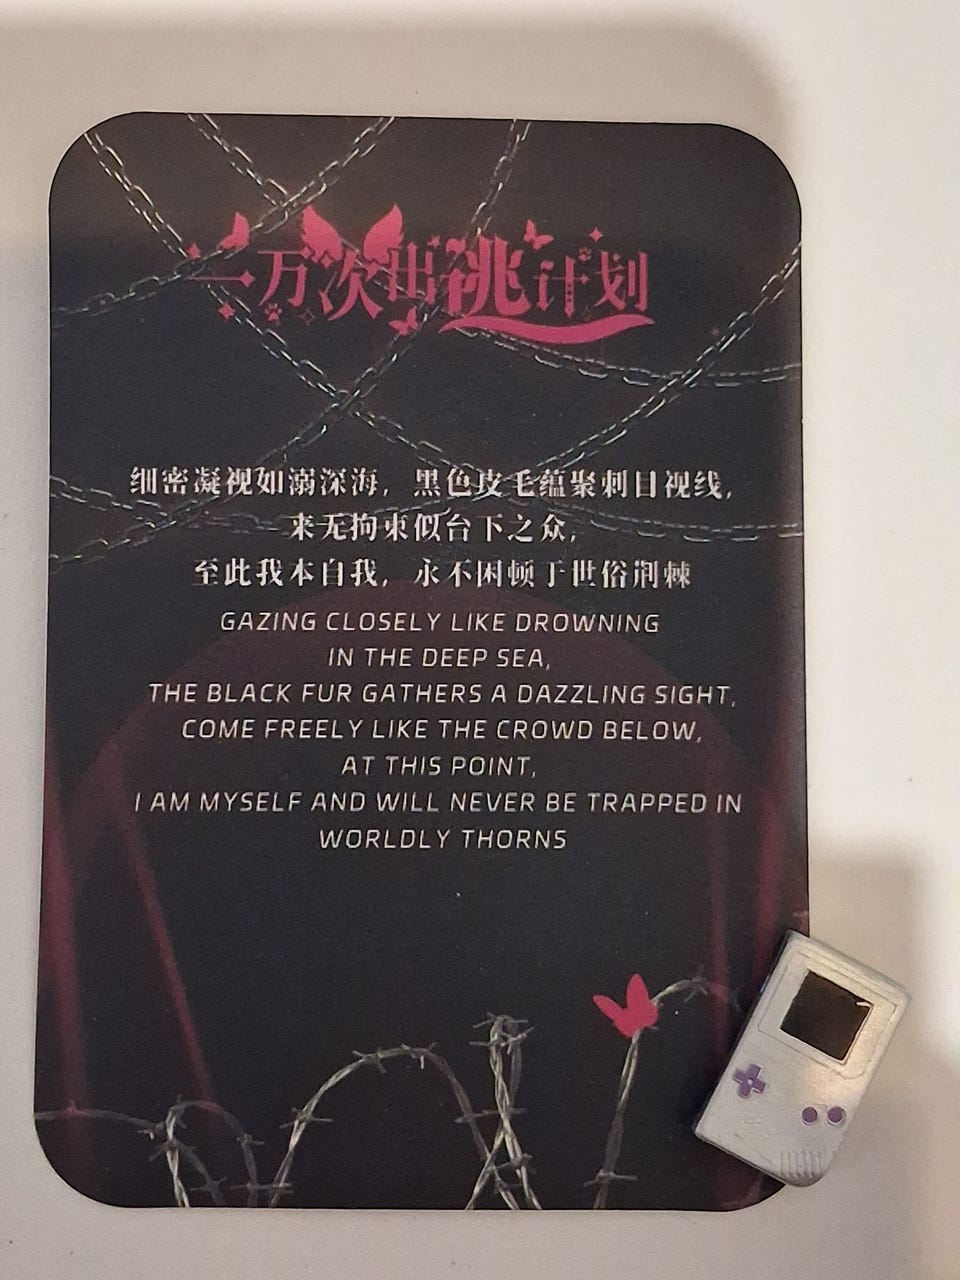 一万次出逃计划
细密凝视如溺深海，黑色皮毛蕴聚刺目视线，
来无拘束似台下之众，
至此我本自我，永不困顿于世俗荆棘
GAZING CLOSELY LIKE DROWNING
IN THE DEEP SEA,
THE BLACK FUR GATHERS A DAZZLING SIGHT,
COME FREELY LIKE THE CROWD BELOW,
AT THIS POINT,
I AM MYSELF AND WILL NEVER BE TRAPPED IN
WORLDLY THORNS